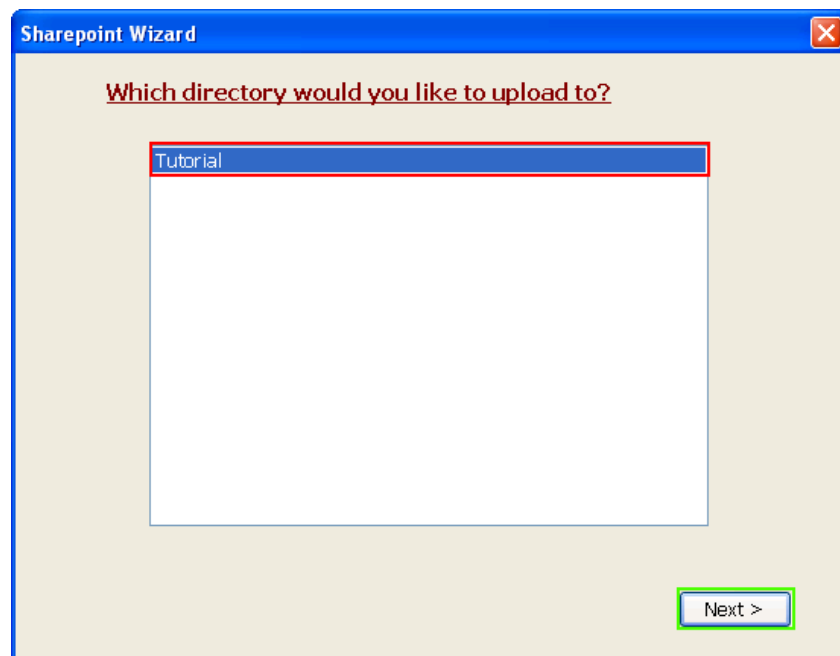 Sharepoint Wizard
Which directory would you like to upload to?
Tutorial
Next >